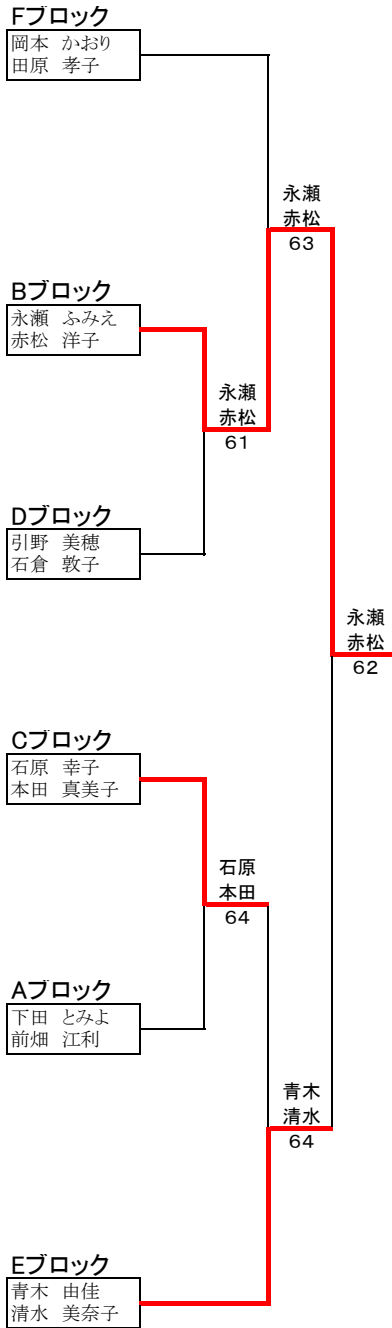 Fブロック
岡本 かおり
田原 孝子
永瀬
赤松
63
Bブロック
永瀬 ふみえ
赤松 洋子
永瀬
赤松
61
Dブロック
引野 美穂
石倉 敦子
永瀬
赤松
62
Cブロック
石原 幸子
本田 真美子
石原
本田
64
Aブロック
下田 とみよ
前畑 江利
青木
清水
64
Eブロック
青木 由佳
清水 美奈子